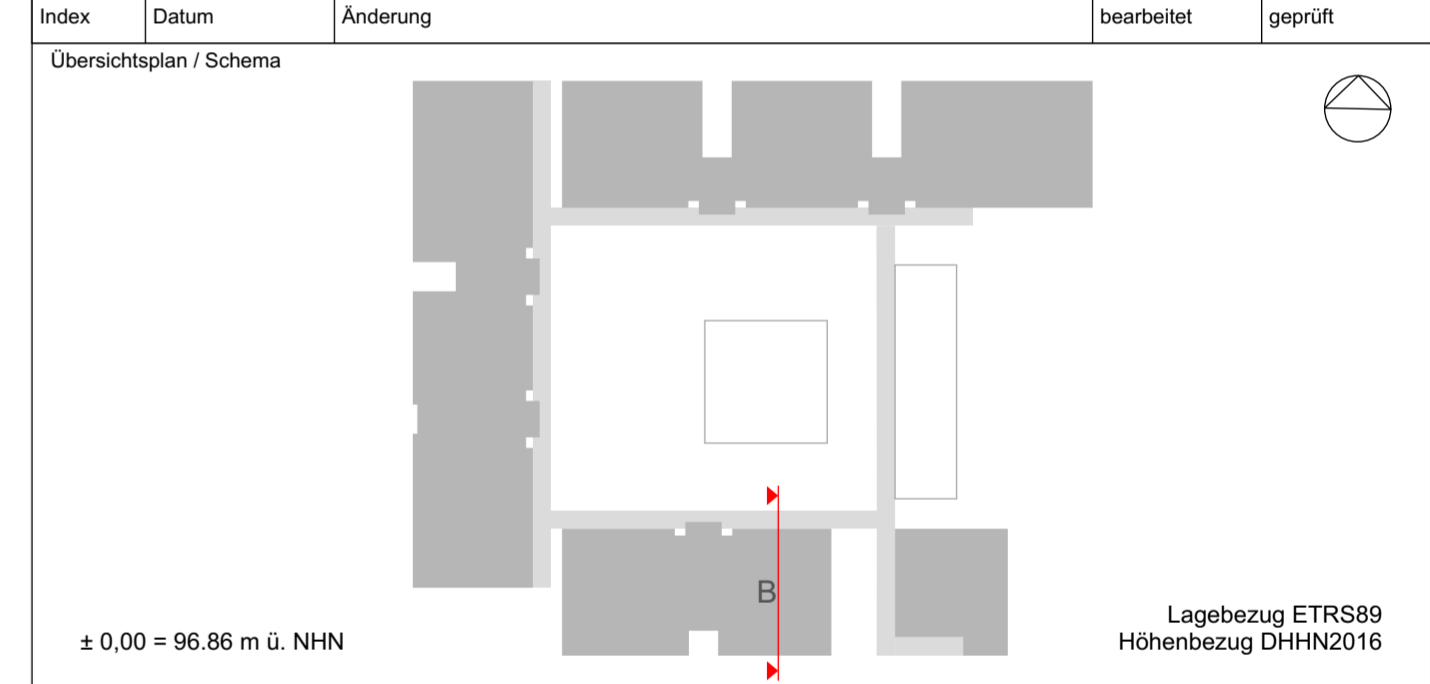 Index Datum Änderung bearbeitet geprüft
Übersichtsplan / Schema
B
± 0,00 = 96.86 m ü. NHN
Lagebezug ETRS89
Höhenbezug DHHN2016